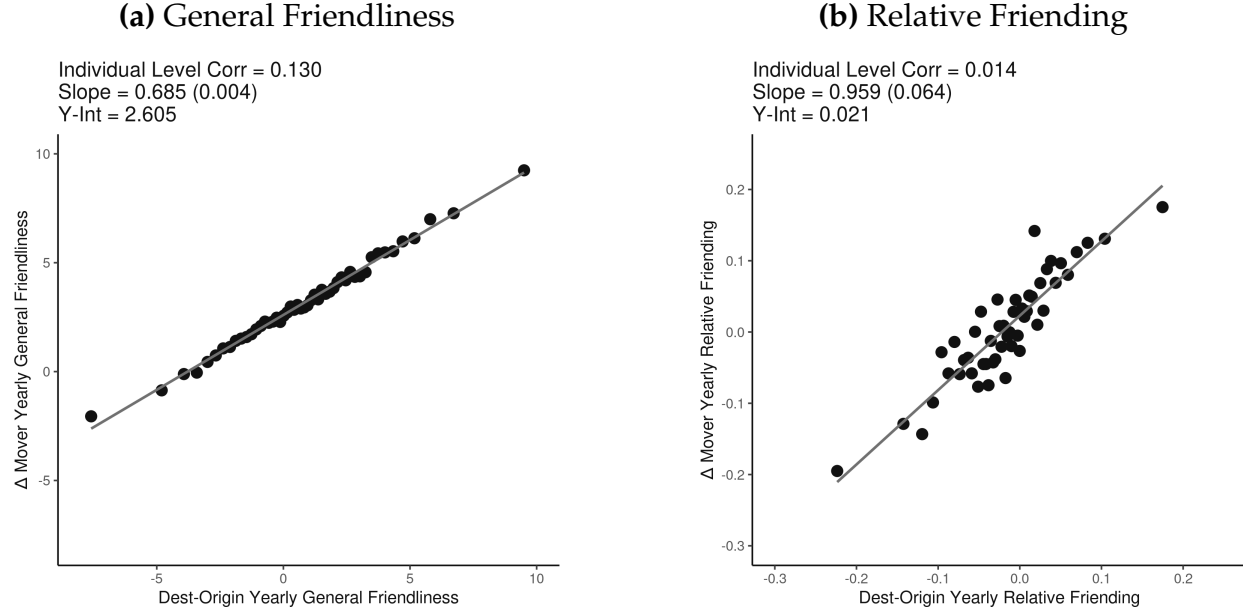 (a) General Friendliness
Individual Level Corr = 0.130
Slope = 0.685 (0.004)
Y-Int = 2.605
10
5
0
-5
Δ Mover Yearly General Friendliness
-5
0
5
10
Dest-Origin Yearly General Friendliness
(b) Relative Friending
Individual Level Corr = 0.014
Slope = 0.959 (0.064)
Y-Int = 0.021
0.2
0.1
0.0
-0.1
-0.2
-0.3
Δ Mover Yearly Relative Friending
-0.3
-0.2
-0.1
0.0
0.1
0.2
Dest-Origin Yearly Relative Friending